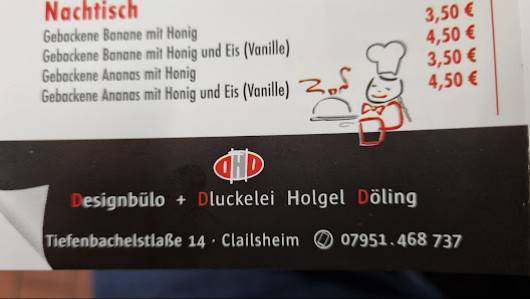 Nachtisch
Gebackene Banane mit Honig 3,50 €
Gebackene Banane mit Honig und Eis (Vanille) 4,50 €
Gebackene Ananas mit Honig 3,50 €
Gebackene Ananas mit Honig und Eis (Vanille) 4,50 €
DHD
Designbülo + Dluckelei Holgel Döling
Tiefenbachelstlaße 14 · Clailsheim 07951.468 737